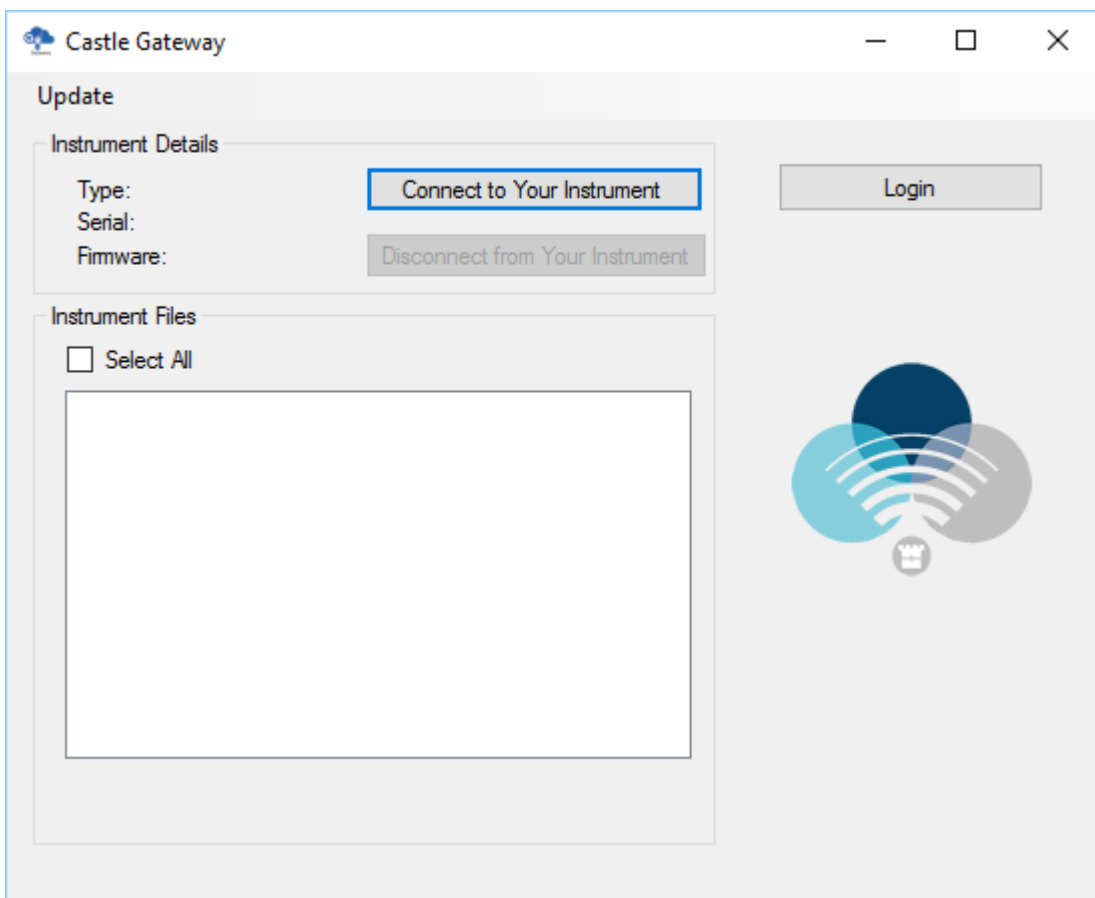 Castle Gateway
Update
Instrument Details
Type:
Connect to Your Instrument
Login
Serial:
Firmware:
Disconnect from Your Instrument
Instrument Files
Select All